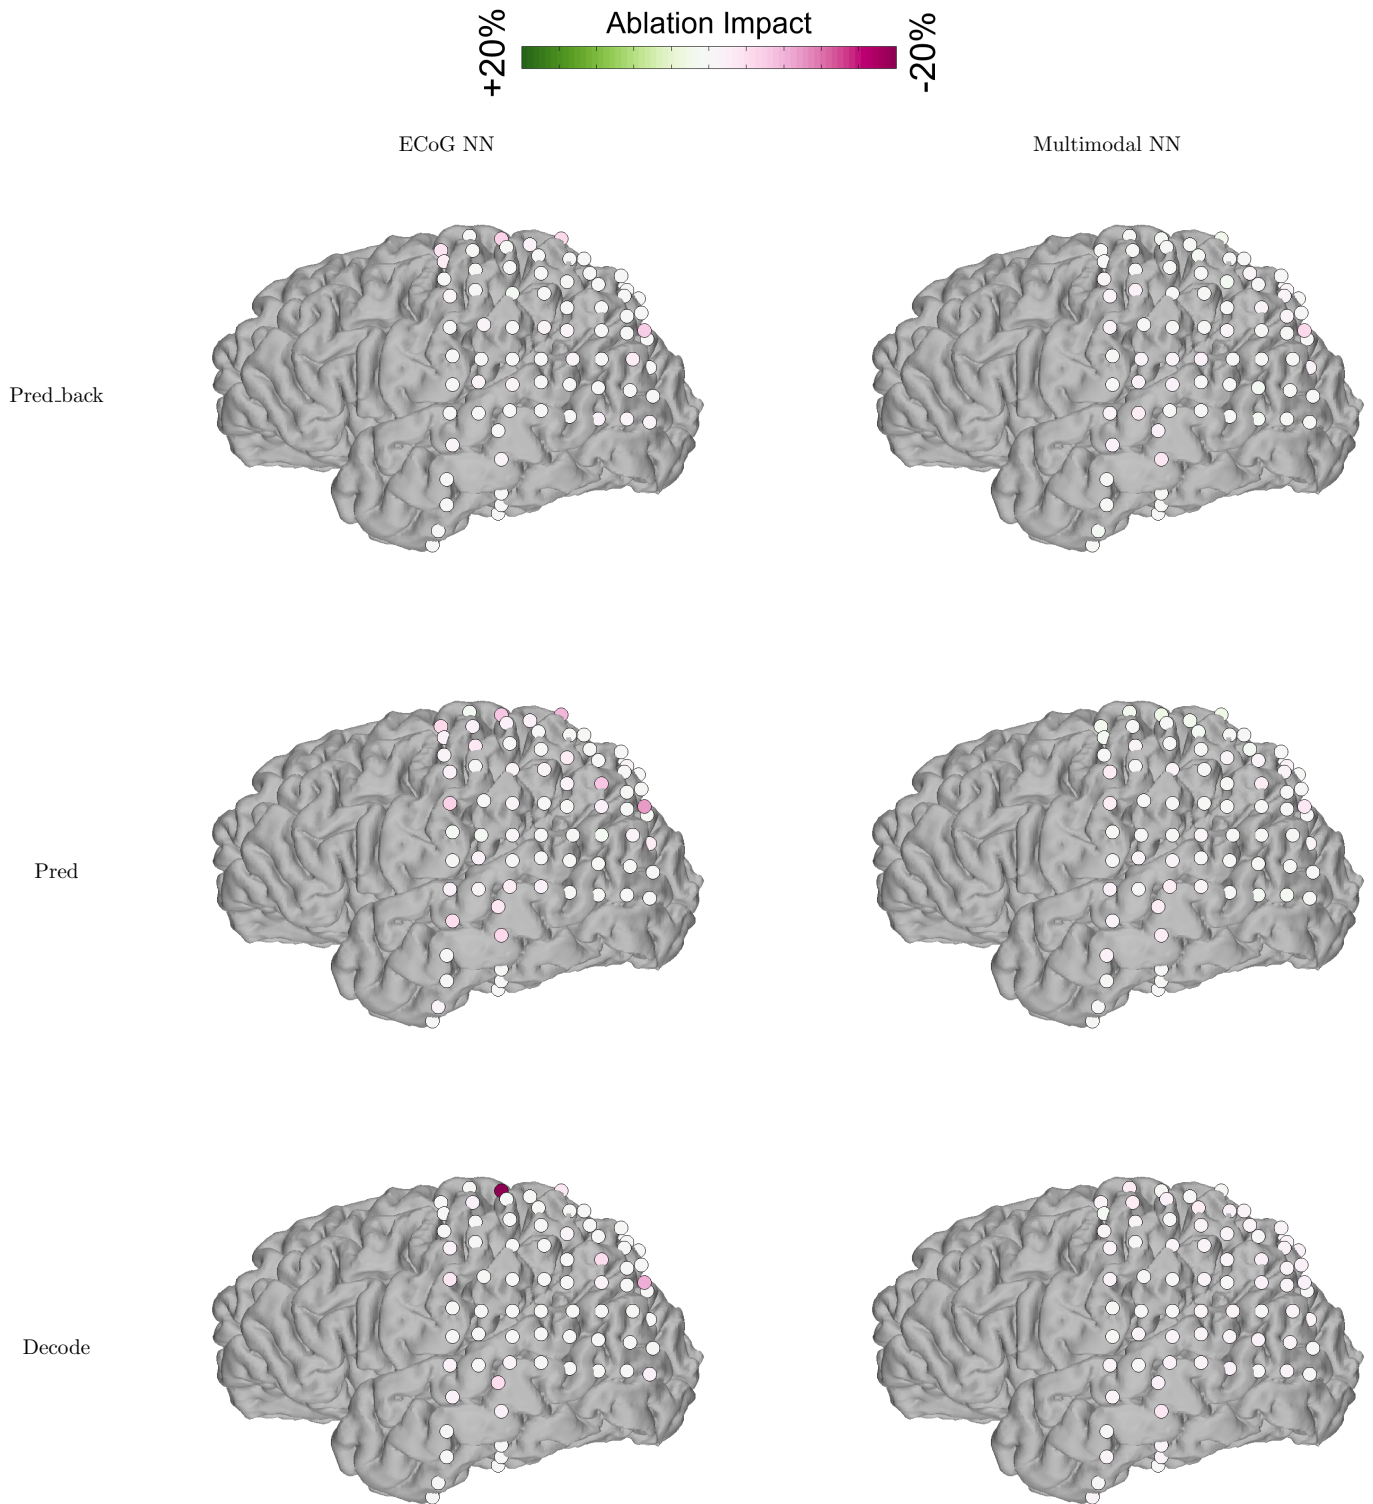 Ablation Impact
+20%
-20%
ECoG NN
Multimodal NN
Pred_back
Pred
Decode